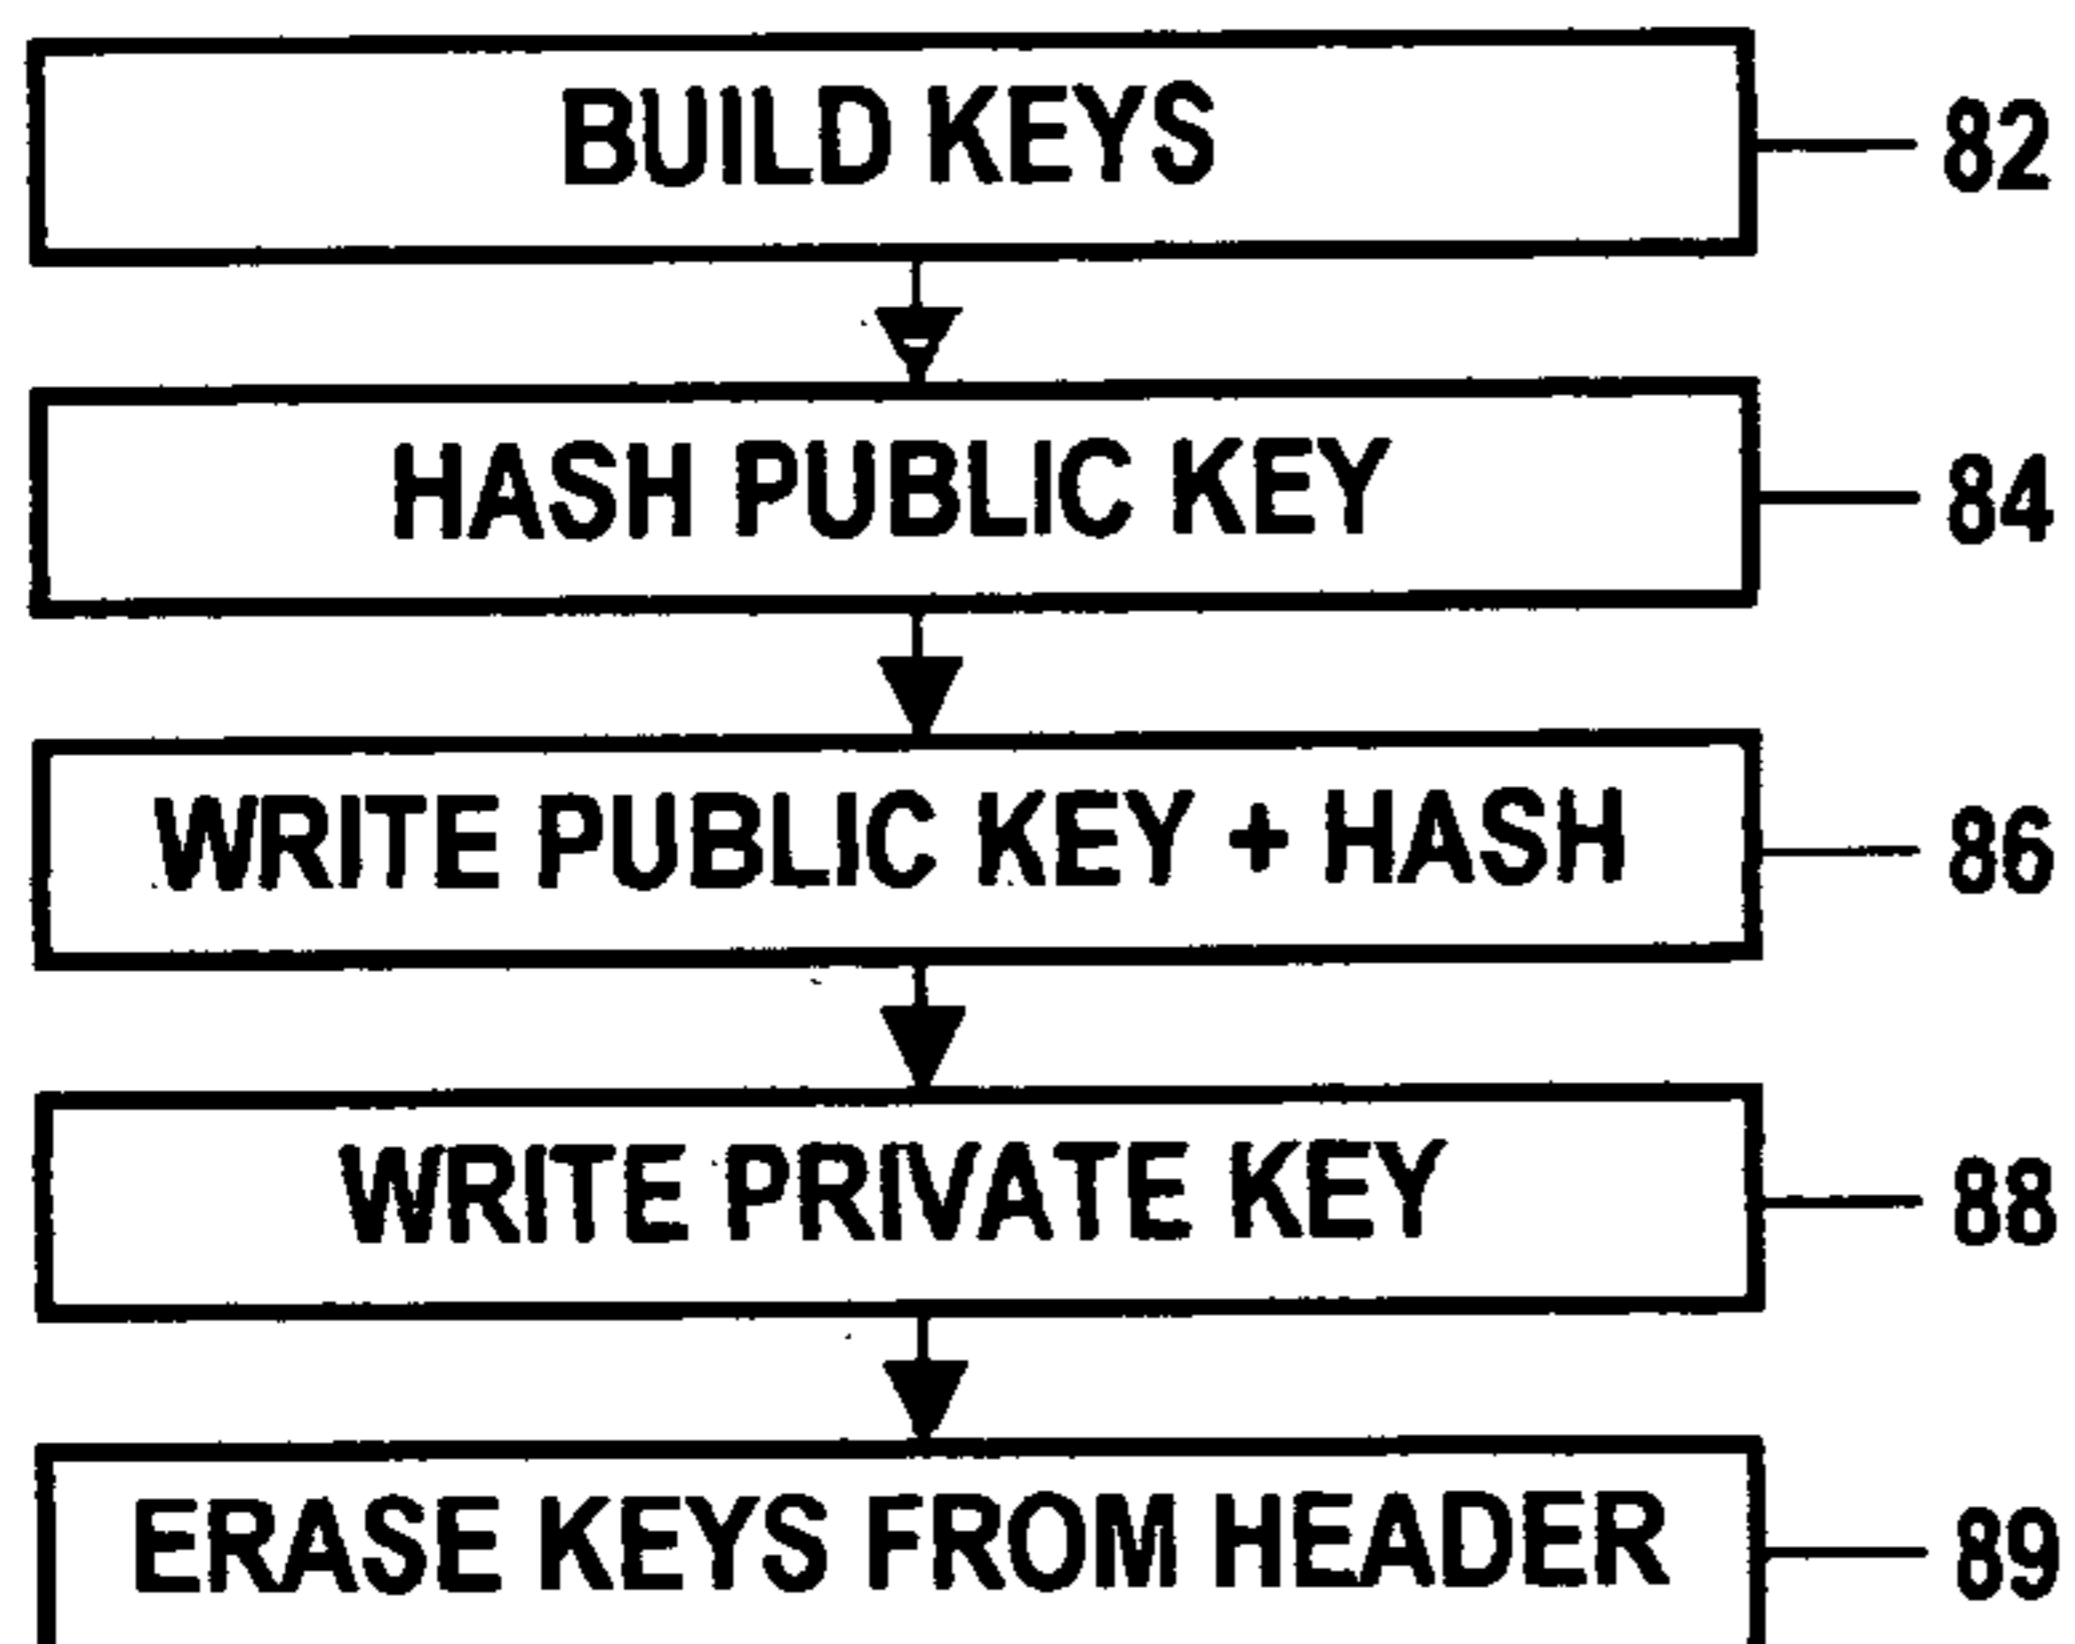 BUILD KEYS 82
HASH PUBLIC KEY 84
WRITE PUBLIC KEY + HASH 86
WRITE PRIVATE KEY 88
ERASE KEYS FROM HEADER 89